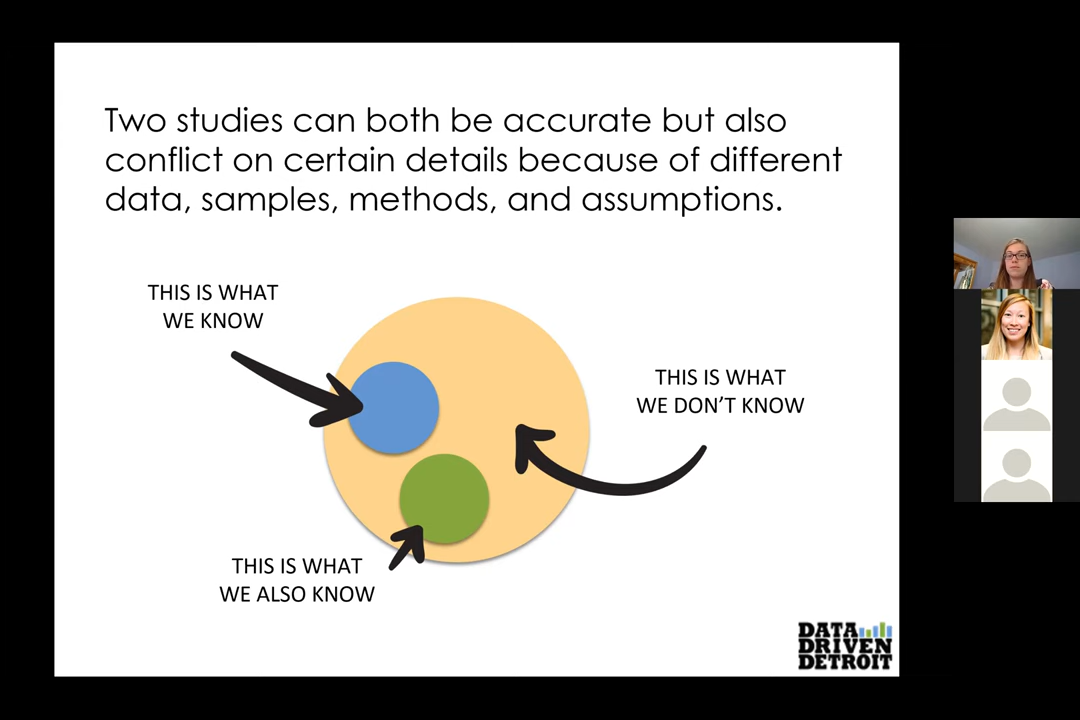 Two studies can both be accurate but also
conflict on certain details because of different
data, samples, methods, and assumptions.
THIS IS WHAT
WE KNOW
THIS IS WHAT
WE DON’T KNOW
THIS IS WHAT
WE ALSO KNOW
DATA
DRIVEN
DETROIT